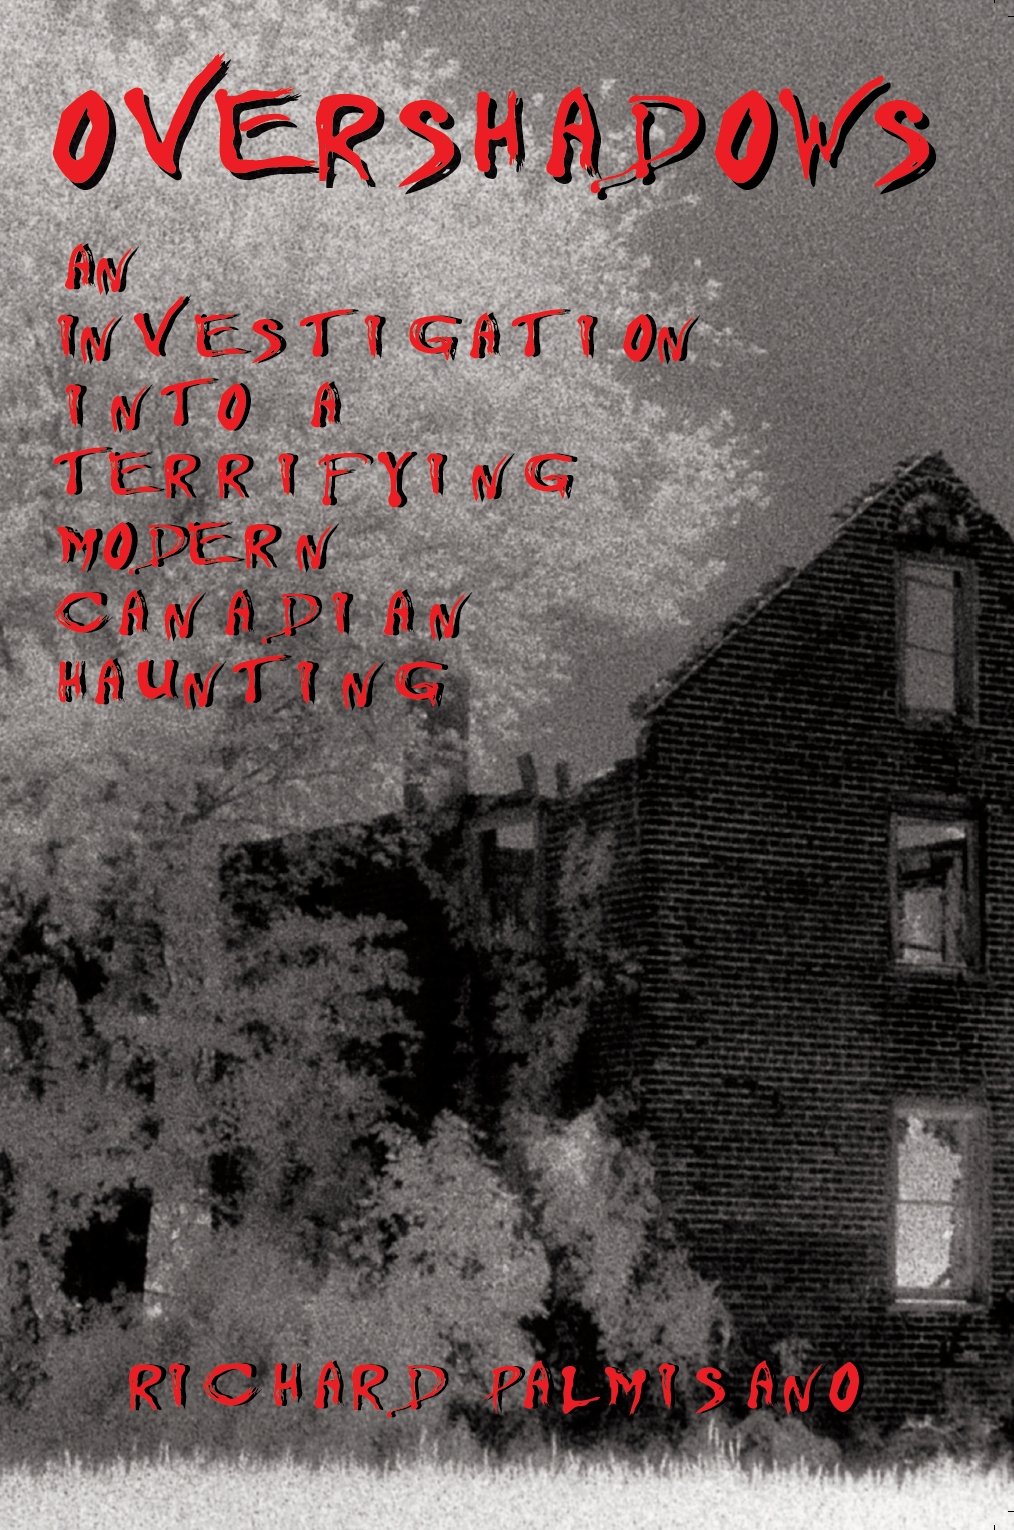 OVERSHADOWS
AN
INVESTIGATION
INTO A
TERRIFYING
MODERN
CANADIAN
HAUNTING
RICHARD PALMISANO